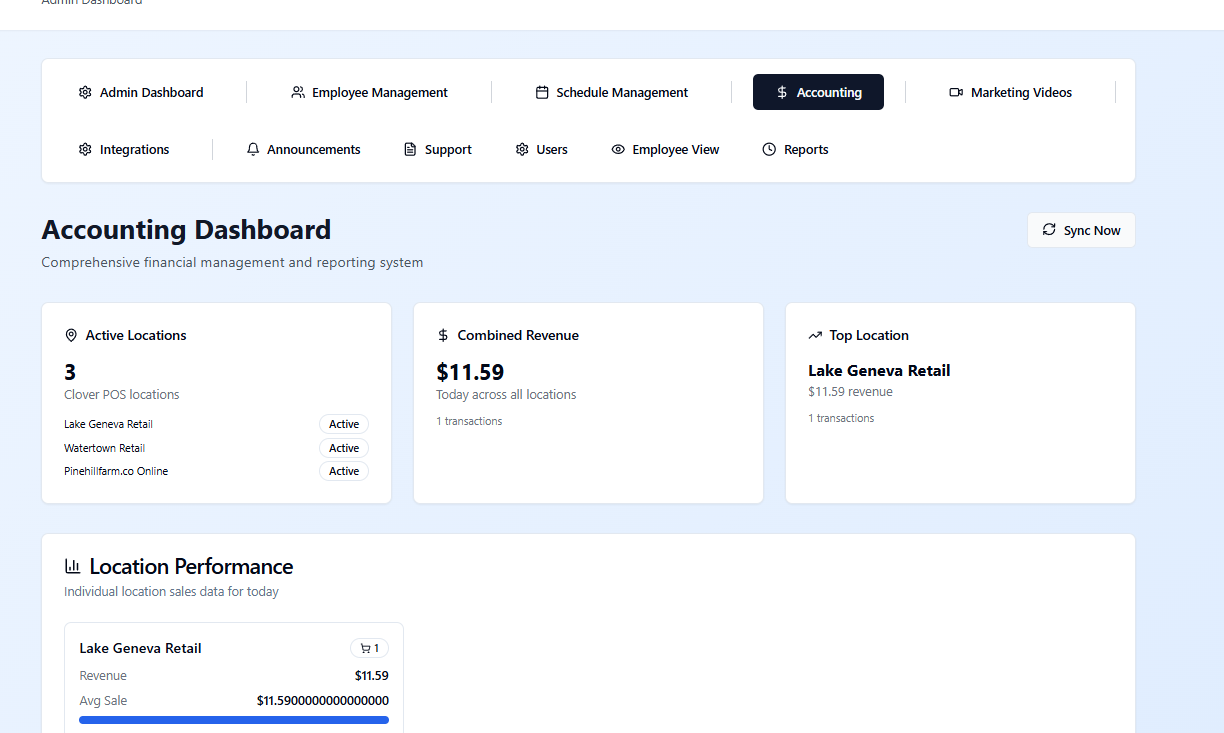 Admin Dashboard
Admin Dashboard Employee Management Schedule Management $ Accounting Marketing Videos
Integrations Announcements Support Users Employee View Reports
Accounting Dashboard
Sync Now
Comprehensive financial management and reporting system
Active Locations
3
Clover POS locations
Lake Geneva Retail Active
Watertown Retail Active
Pinehillfarm.co Online Active
$ Combined Revenue
$11.59
Today across all locations
1 transactions
Top Location
Lake Geneva Retail
$11.59 revenue
1 transactions
Location Performance
Individual location sales data for today
Lake Geneva Retail 1
Revenue $11.59
Avg Sale $11.5900000000000000